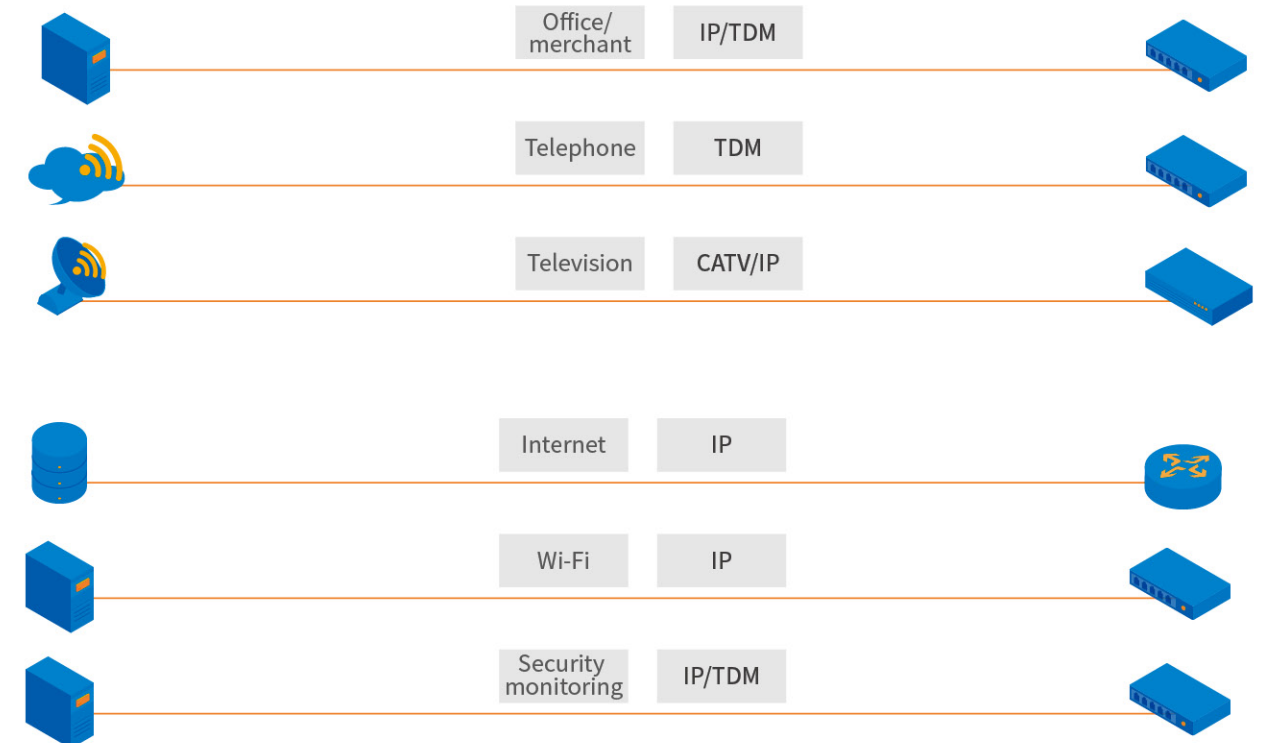 Office/
merchant
IP/TDM
Telephone
TDM
Television
CATV/IP
Internet
IP
Wi-Fi
IP
Security
monitoring
IP/TDM